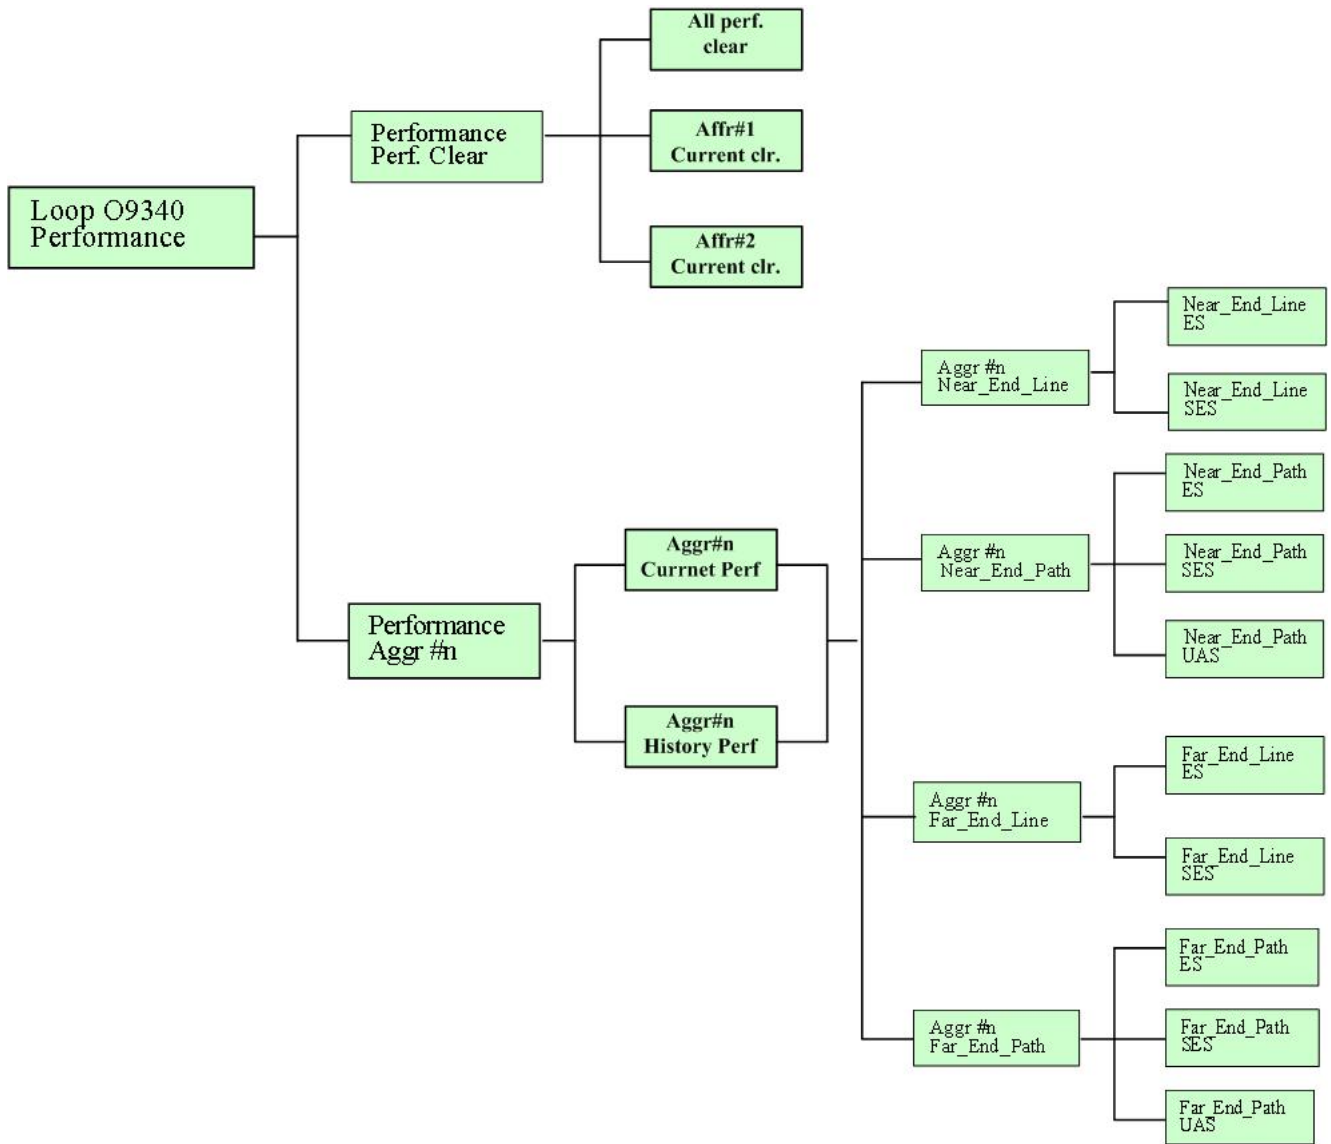 Loop O9340
Performance
Performance
Perf. Clear
All perf.
clear
Affr#1
Current clr.
Affr#2
Current clr.
Performance
Aggr #n
Aggr#n
Currnet Perf
Aggr#n
History Perf
Aggr #n
Near_End_Line
Near_End_Line
ES
Near_End_Line
SES
Aggr #n
Near_End_Path
Near_End_Path
ES
Near_End_Path
SES
Near_End_Path
UAS
Aggr #n
Far_End_Line
Far_End_Line
ES
Far_End_Line
SES
Aggr #n
Far_End_Path
Far_End_Path
ES
Far_End_Path
SES
Far_End_Path
UAS